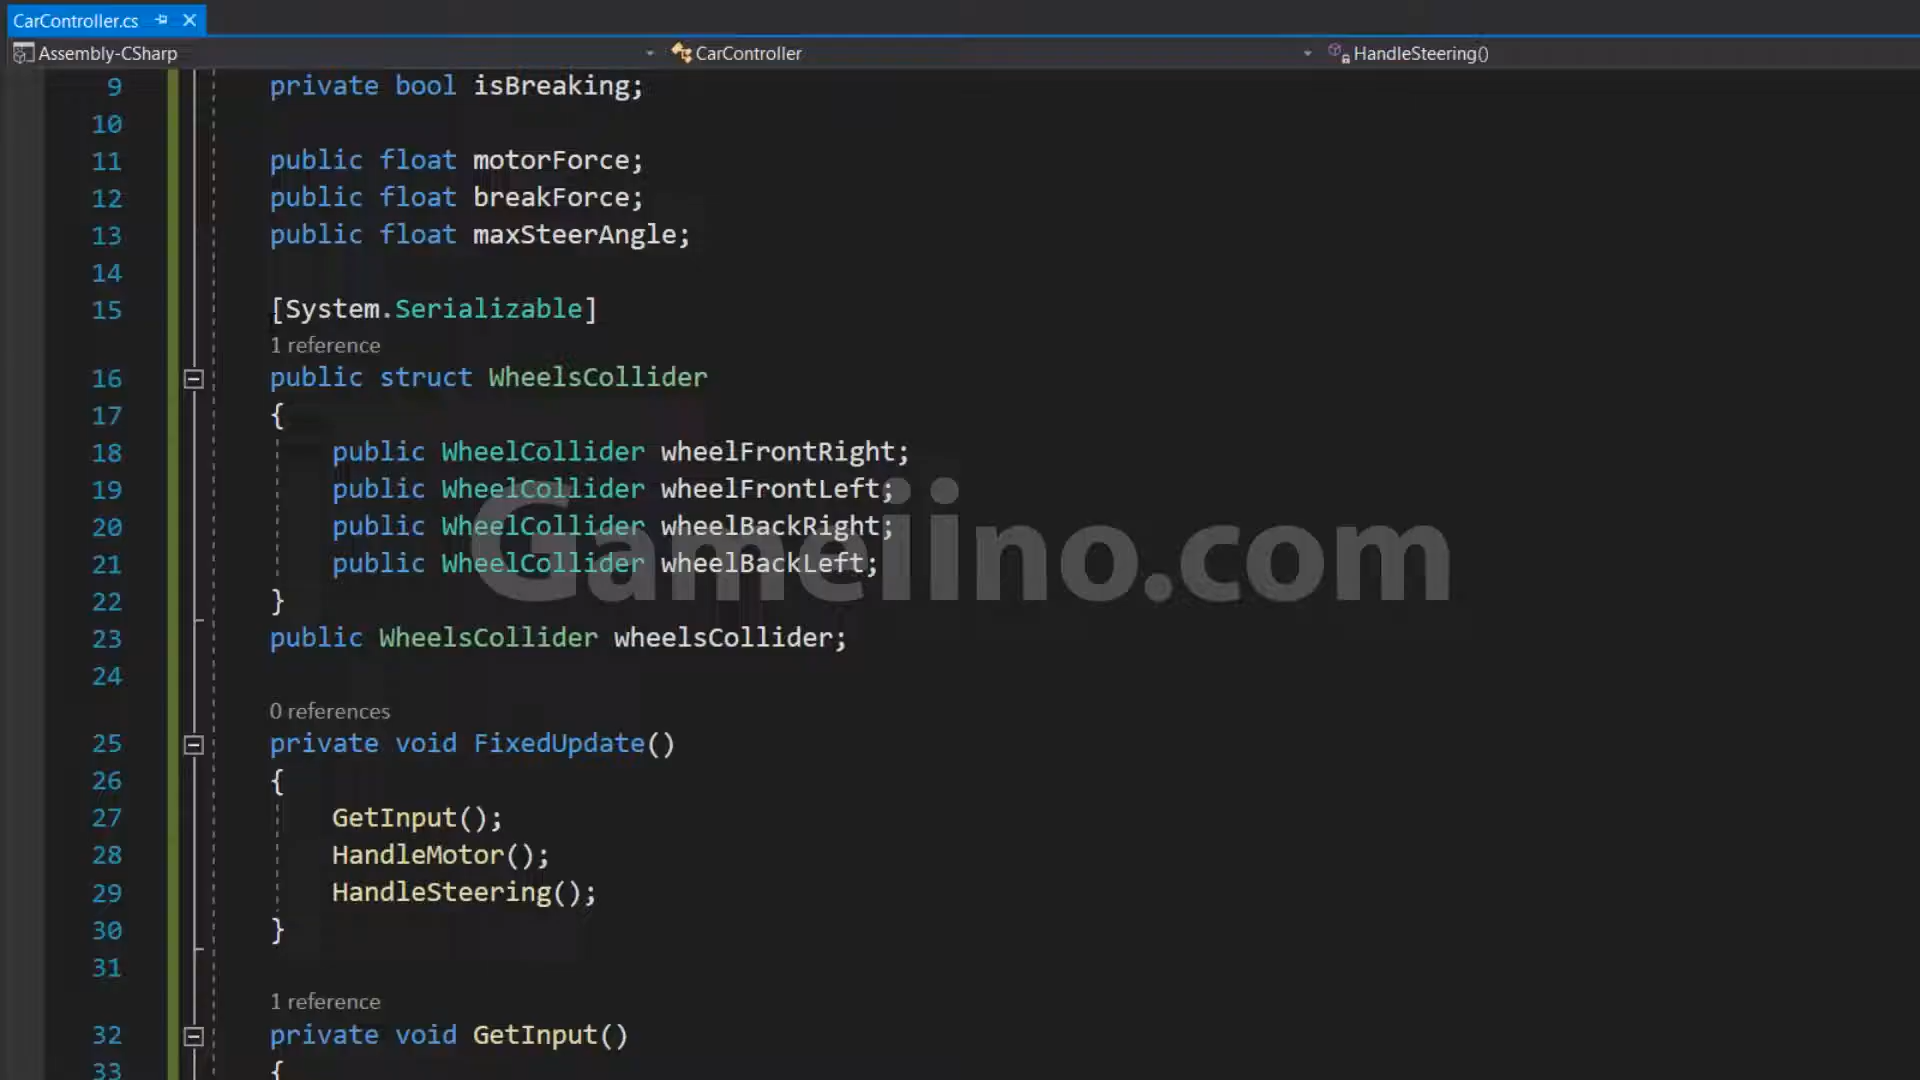 CarController.cs
Assembly-CSharp CarController HandleSteering()
9 private bool isBreaking;
10
11 public float motorForce;
12 public float breakForce;
13 public float maxSteerAngle;
14
15 [System.Serializable]
1 reference
16 public struct WheelsCollider
17 {
18 public WheelCollider wheelFrontRight;
19 public WheelCollider wheelFrontLeft;
20 public WheelCollider wheelBackRight;
21 public WheelCollider wheelBackLeft;
Gameiino.com
22 }
23 public WheelsCollider wheelsCollider;
24
0 references
25 private void FixedUpdate()
26 {
27 GetInput();
28 HandleMotor();
29 HandleSteering();
30 }
31
1 reference
32 private void GetInput()
33 {